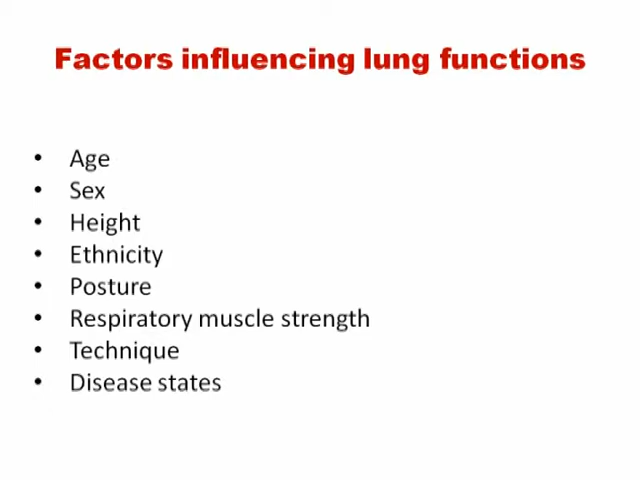 Factors influencing lung functions
• Age
• Sex
• Height
• Ethnicity
• Posture
• Respiratory muscle strength
• Technique
• Disease states